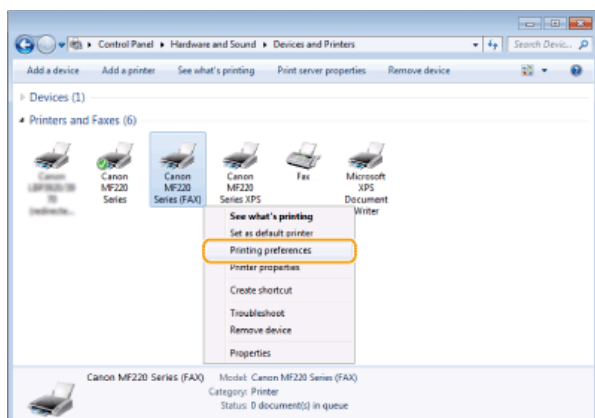 Control Panel ▸ Hardware and Sound ▸ Devices and Printers
Search Devic...
Add a device Add a printer See what's printing Print server properties Remove device
Devices (1)
Printers and Faxes (6)
Canon
MF220
Series
Canon
MF220
Series (FAX)
Canon
MF220
Series XPS
Fax
Microsoft
XPS
Document
Writer
See what's printing
Set as default printer
Printing preferences
Printer properties
Create shortcut
Troubleshoot
Remove device
Properties
Canon MF220 Series (FAX) Model: Canon MF220 Series (FAX)
Category: Printer
Status: 0 document(s) in queue